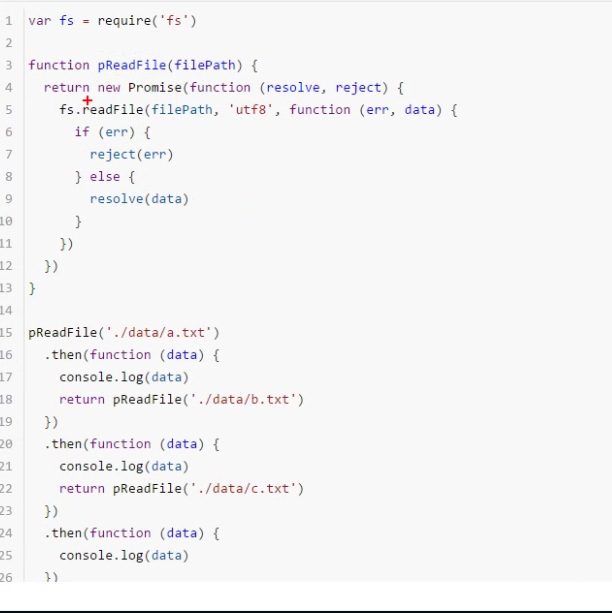 1 var fs = require('fs')
2
3 function pReadFile(filePath) {
4   return new Promise(function (resolve, reject) {
5     fs.readFile(filePath, 'utf8', function (err, data) {
6       if (err) {
7         reject(err)
8       } else {
9         resolve(data)
10       }
11     })
12   })
13 }
14
15 pReadFile('./data/a.txt')
16   .then(function (data) {
17     console.log(data)
18     return pReadFile('./data/b.txt')
19   })
20   .then(function (data) {
21     console.log(data)
22     return pReadFile('./data/c.txt')
23   })
24   .then(function (data) {
25     console.log(data)
26   })